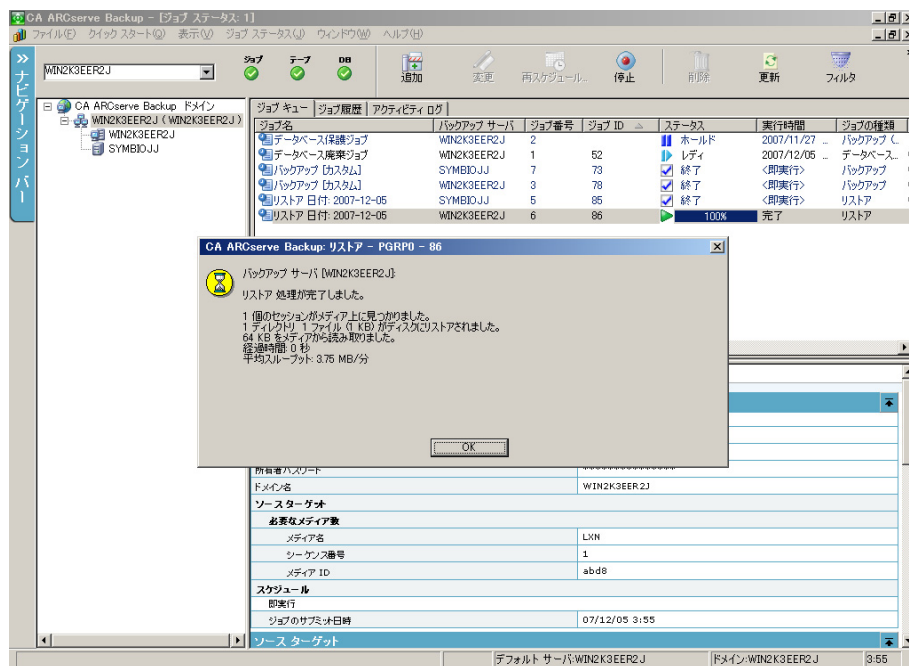 CA ARCserve Backup - [ジョブ ステータス: 1]
ファイル(F) クイック スタート(Q) 表示(V) ジョブ ステータス(J) ウィンドウ(W) ヘルプ(H)
WIN2K3EER2J
ジョブ テープ DB
追加 変更 再スケジュール... 停止 削除 更新 フィルタ
ナビゲーション バー
CA ARCserve Backup ドメイン
WIN2K3EER2J ( WIN2K3EER2J )
WIN2K3EER2J
SYMBIOJJ
ジョブ キュー ジョブ履歴 アクティビティ ログ
ジョブ名 バックアップ サーバ ジョブ番号 ジョブ ID ステータス 実行時間 ジョブの種類
データベース保護ジョブ WIN2K3EER2J 2 ホールド 2007/11/27 ... バックアップ (...
データベース廃棄ジョブ WIN2K3EER2J 1 52 レディ 2007/12/05 ... データベース...
バックアップ [カスタム] SYMBIOJJ 7 73 終了 <即実行> バックアップ
バックアップ [カスタム] WIN2K3EER2J 3 78 終了 <即実行> バックアップ
リストア 日付: 2007-12-05 SYMBIOJJ 5 85 終了 <即実行> リストア
リストア 日付: 2007-12-05 WIN2K3EER2J 6 86 100% 完了 リストア
CA ARCserve Backup: リストア - PGRP0 - 86
バックアップ サーバ [WIN2K3EER2J]:
リストア 処理が完了しました。
1 個のセッションがメディア上に見つかりました。
1 ディレクトリ 1 ファイル (1 KB) がディスクにリストアされました。
64 KB をメディアから読み取りました。
経過時間: 0 秒
平均スループット: 3.75 MB/分
OK
所有者パスワード ****************
ドメイン名 WIN2K3EER2J
ソース ターゲット
必要なメディア数
メディア名 LXN
シーケンス番号 1
メディア ID abd8
スケジュール
即実行
ジョブのサブミット日時 07/12/05 3:55
ソース ターゲット
デフォルト サーバ:WIN2K3EER2J ドメイン:WIN2K3EER2J 3:55